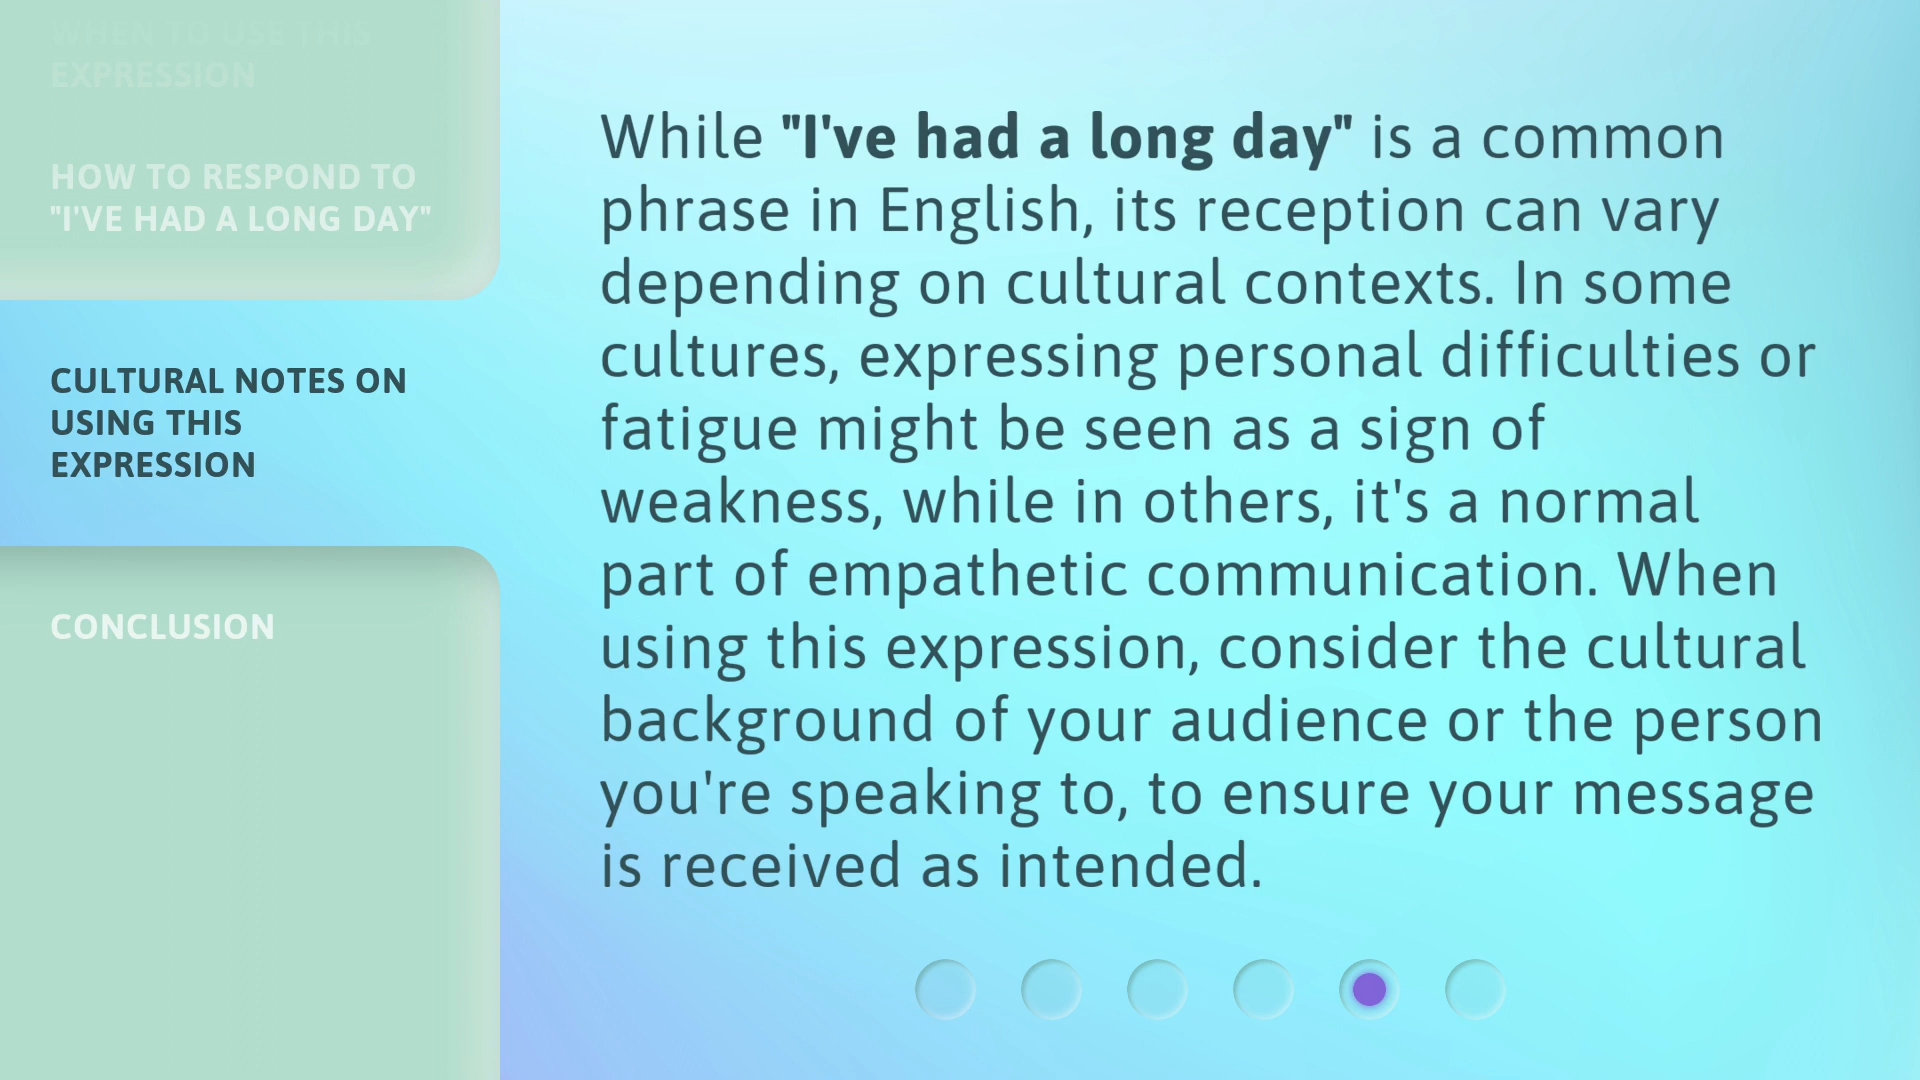 WHEN TO USE THIS
EXPRESSION
HOW TO RESPOND TO
"I'VE HAD A LONG DAY"
CULTURAL NOTES ON
USING THIS
EXPRESSION
CONCLUSION
While "I've had a long day" is a common
phrase in English, its reception can vary
depending on cultural contexts. In some
cultures, expressing personal difficulties or
fatigue might be seen as a sign of
weakness, while in others, it's a normal
part of empathetic communication. When
using this expression, consider the cultural
background of your audience or the person
you're speaking to, to ensure your message
is received as intended.